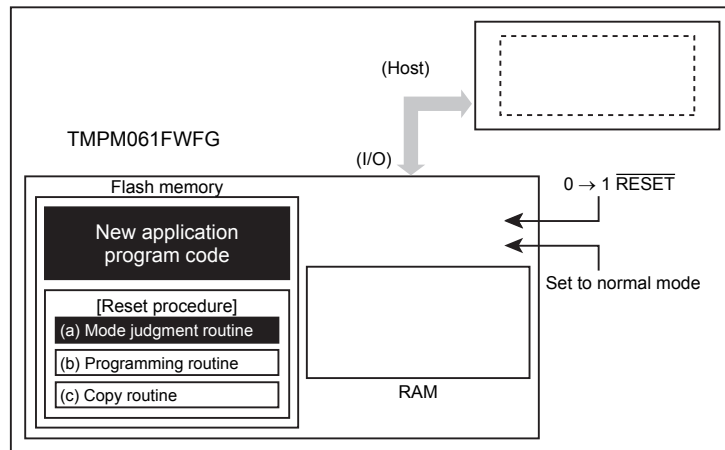 (Host)
TMPM061FWFG
(I/O)
0 → 1 RESET
Flash memory
New application
program code
Set to normal mode
[Reset procedure]
(a) Mode judgment routine
(b) Programming routine
(c) Copy routine
RAM